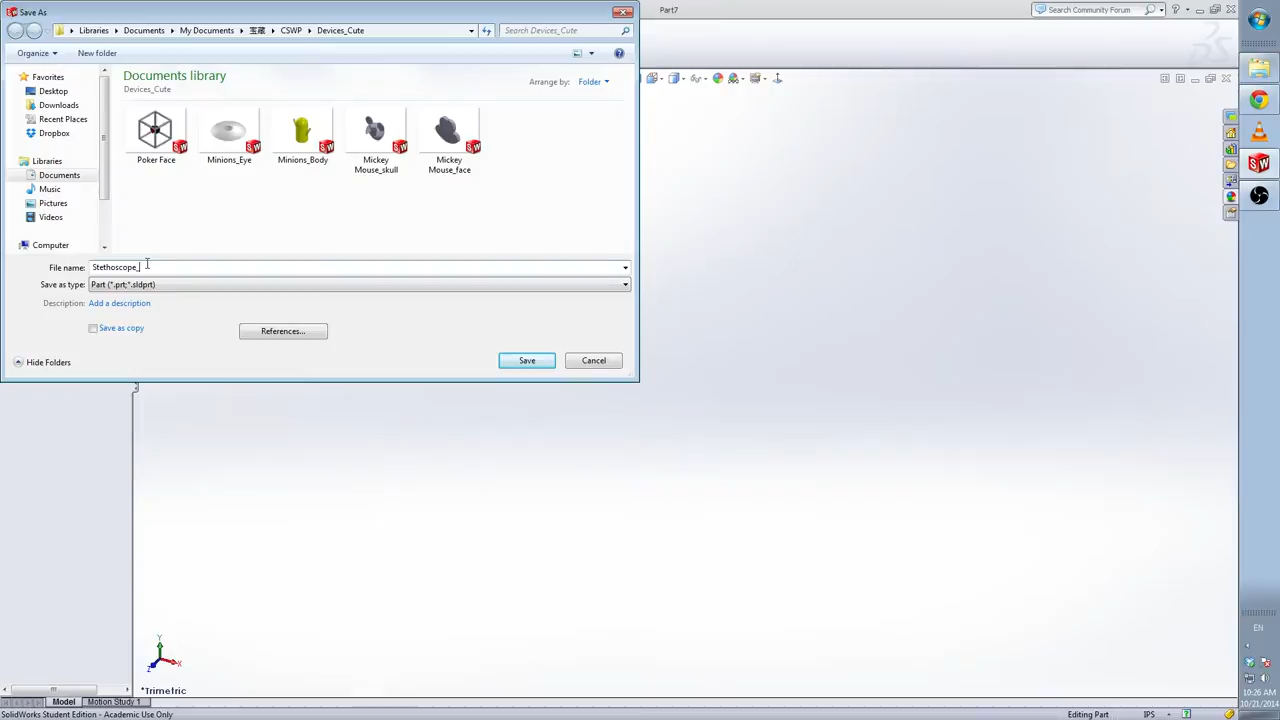 Save As
Part7
Search Community Forum
Libraries
Documents
My Documents
宝藏
CSWP
Devices_Cute
Search Devices_Cute
Organize
New folder
Favorites
Desktop
Downloads
Recent Places
Dropbox
Libraries
Documents
Music
Pictures
Videos
Computer
Documents library
Devices_Cute
Arrange by:
Folder
Poker Face
Minions_Eye
Minions_Body
Mickey
Mouse_skull
Mickey
Mouse_face
File name:
Stethoscope_
Save as type:
Part (*.prt;*.sldprt)
Description:
Add a description
Save as copy
References...
Hide Folders
Save
Cancel
Y
X
Z
*Trimetric
Model
Motion Study 1
SolidWorks Student Edition - Academic Use Only
Editing Part
IPS
EN
10:26 AM
10/21/2014